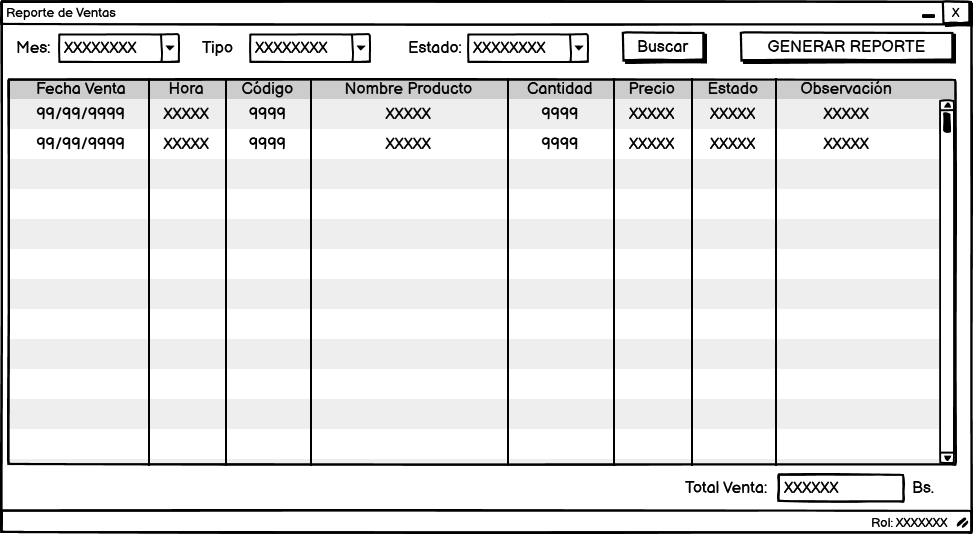 Reporte de Ventas X
Mes: XXXXXXXX Tipo XXXXXXXX Estado: XXXXXXXX Buscar GENERAR REPORTE
Fecha Venta Hora Código Nombre Producto Cantidad Precio Estado Observación
99/99/9999 XXXXX 9999 XXXXX 9999 XXXXX XXXXX XXXXX
99/99/9999 XXXXX 9999 XXXXX 9999 XXXXX XXXXX XXXXX
Total Venta: XXXXXX Bs.
Rol: XXXXXXX